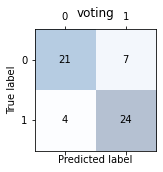 voting
0 1
0 21 7
1 4 24
True label
Predicted label